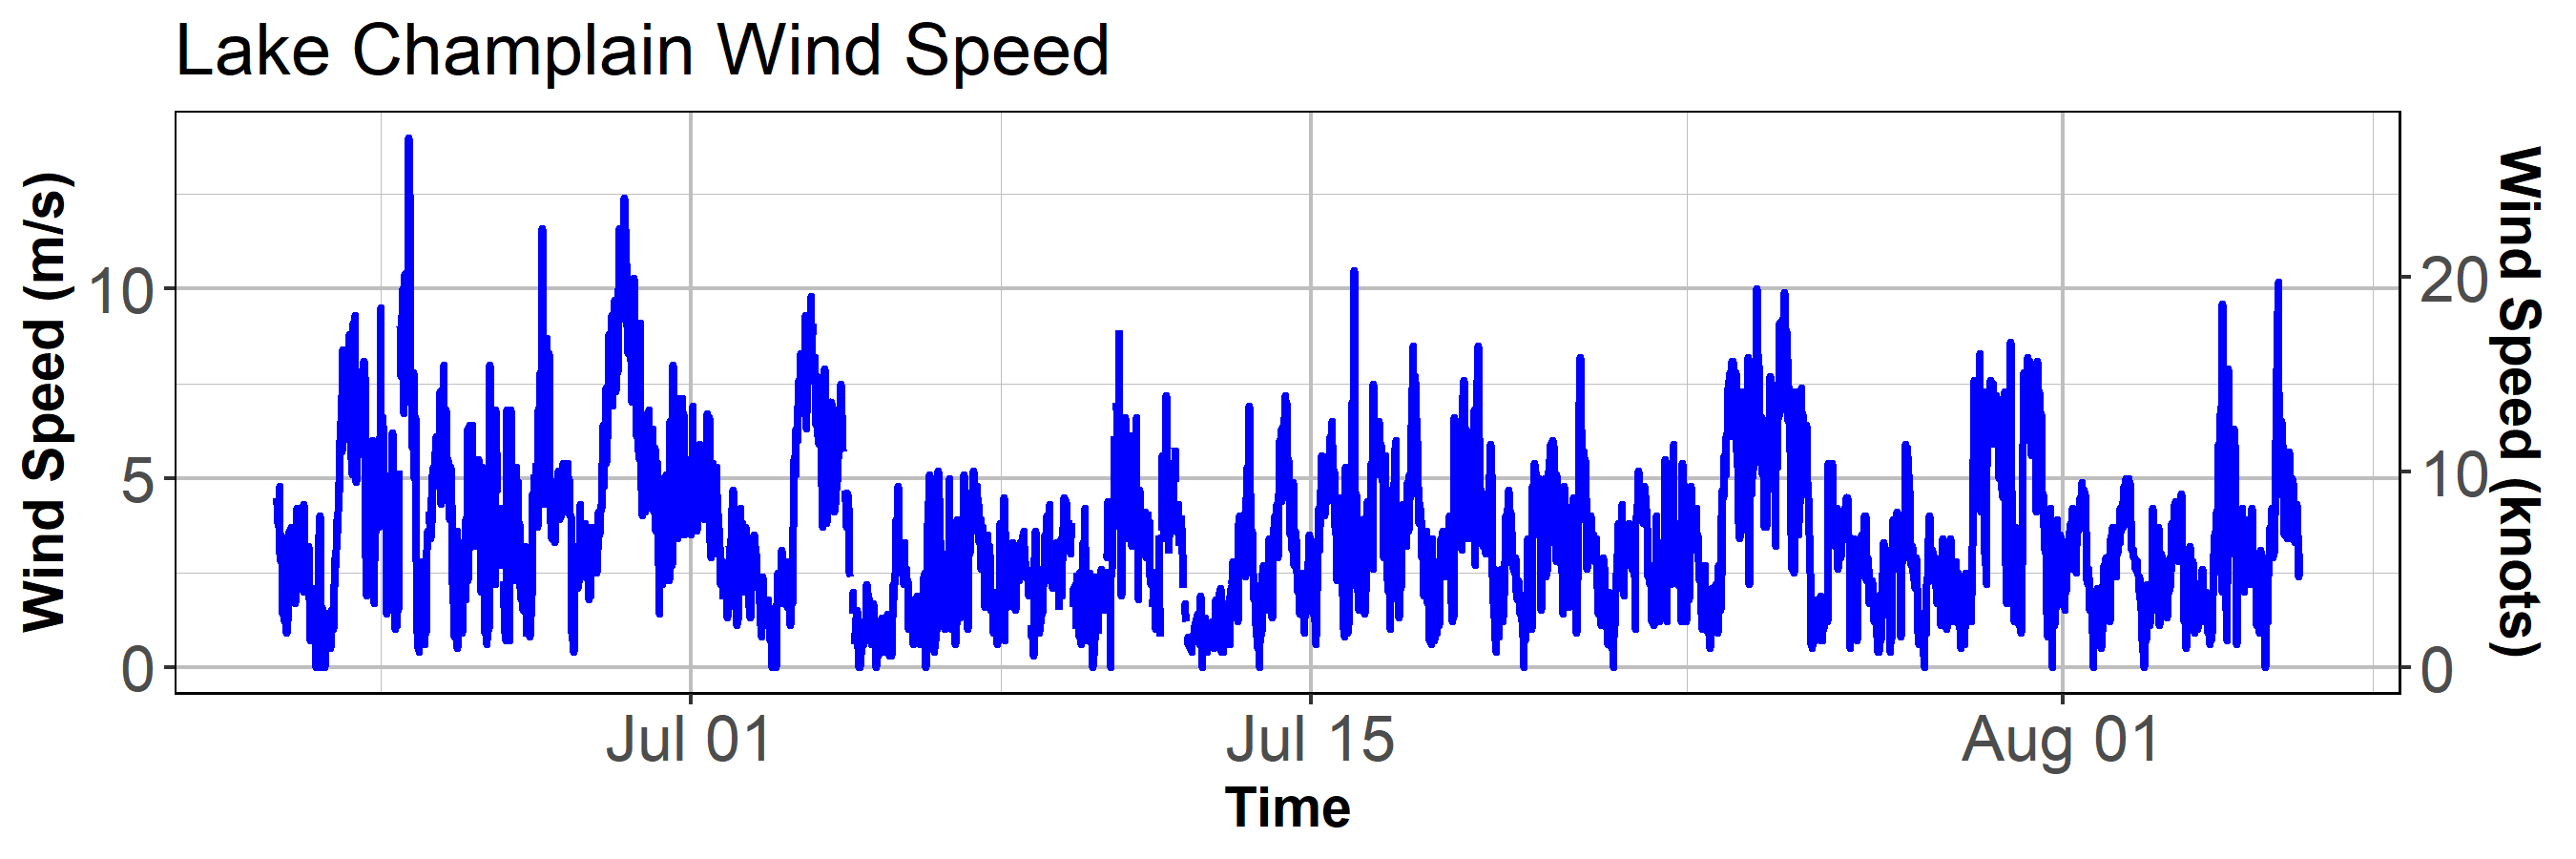 Lake Champlain Wind Speed
Wind Speed (m/s)
10
5
0
20
10
0
Wind Speed (knots)
Jul 01
Jul 15
Aug 01
Time